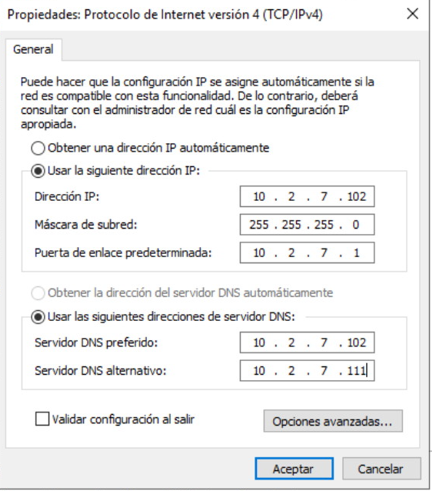 Propiedades: Protocolo de Internet versión 4 (TCP/IPv4)
General
Puede hacer que la configuración IP se asigne automáticamente si la
red es compatible con esta funcionalidad. De lo contrario, deberá
consultar con el administrador de red cuál es la configuración IP
apropiada.
Obtener una dirección IP automáticamente
Usar la siguiente dirección IP:
Dirección IP: 10 . 2 . 7 . 102
Máscara de subred: 255 . 255 . 255 . 0
Puerta de enlace predeterminada: 10 . 2 . 7 . 1
Obtener la dirección del servidor DNS automáticamente
Usar las siguientes direcciones de servidor DNS:
Servidor DNS preferido: 10 . 2 . 7 . 102
Servidor DNS alternativo: 10 . 2 . 7 . 111
Validar configuración al salir
Opciones avanzadas...
Aceptar Cancelar